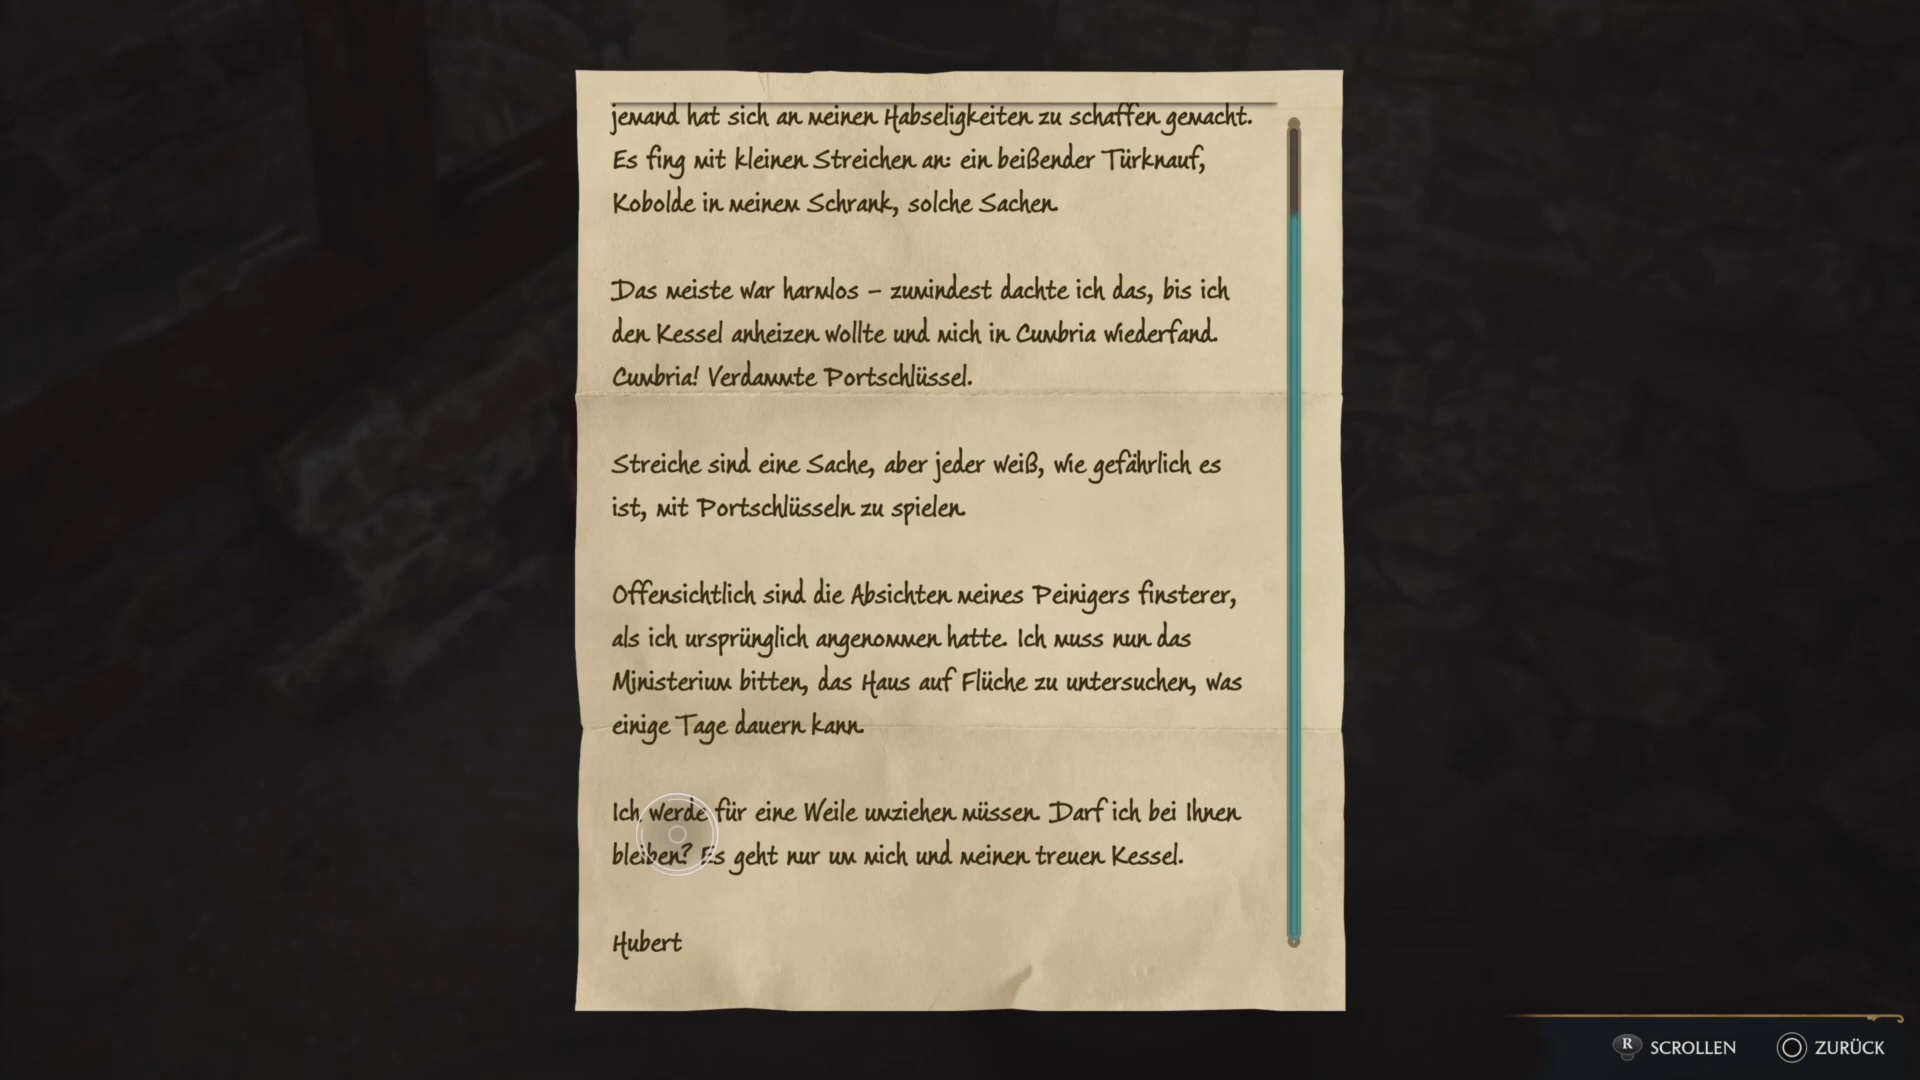 jemand hat sich an meinen Habseligkeiten zu schaffen gemacht.
Es fing mit kleinen Streichen an: ein beißender Türknauf,
Kobolde in meinem Schrank, solche Sachen.
Das meiste war harmlos – zumindest dachte ich das, bis ich
den Kessel anheizen wollte und mich in Cumbria wiederfand.
Cumbria! Verdammte Portschlüssel.
Streiche sind eine Sache, aber jeder weiß, wie gefährlich es
ist, mit Portschlüsseln zu spielen.
Offensichtlich sind die Absichten meines Peinigers finsterer,
als ich ursprünglich angenommen hatte. Ich muss nun das
Ministerium bitten, das Haus auf Flüche zu untersuchen, was
einige Tage dauern kann.
Ich werde für eine Weile umziehen müssen. Darf ich bei Ihnen
bleiben? Es geht nur um mich und meinen treuen Kessel.
Hubert
R SCROLLEN ZURÜCK